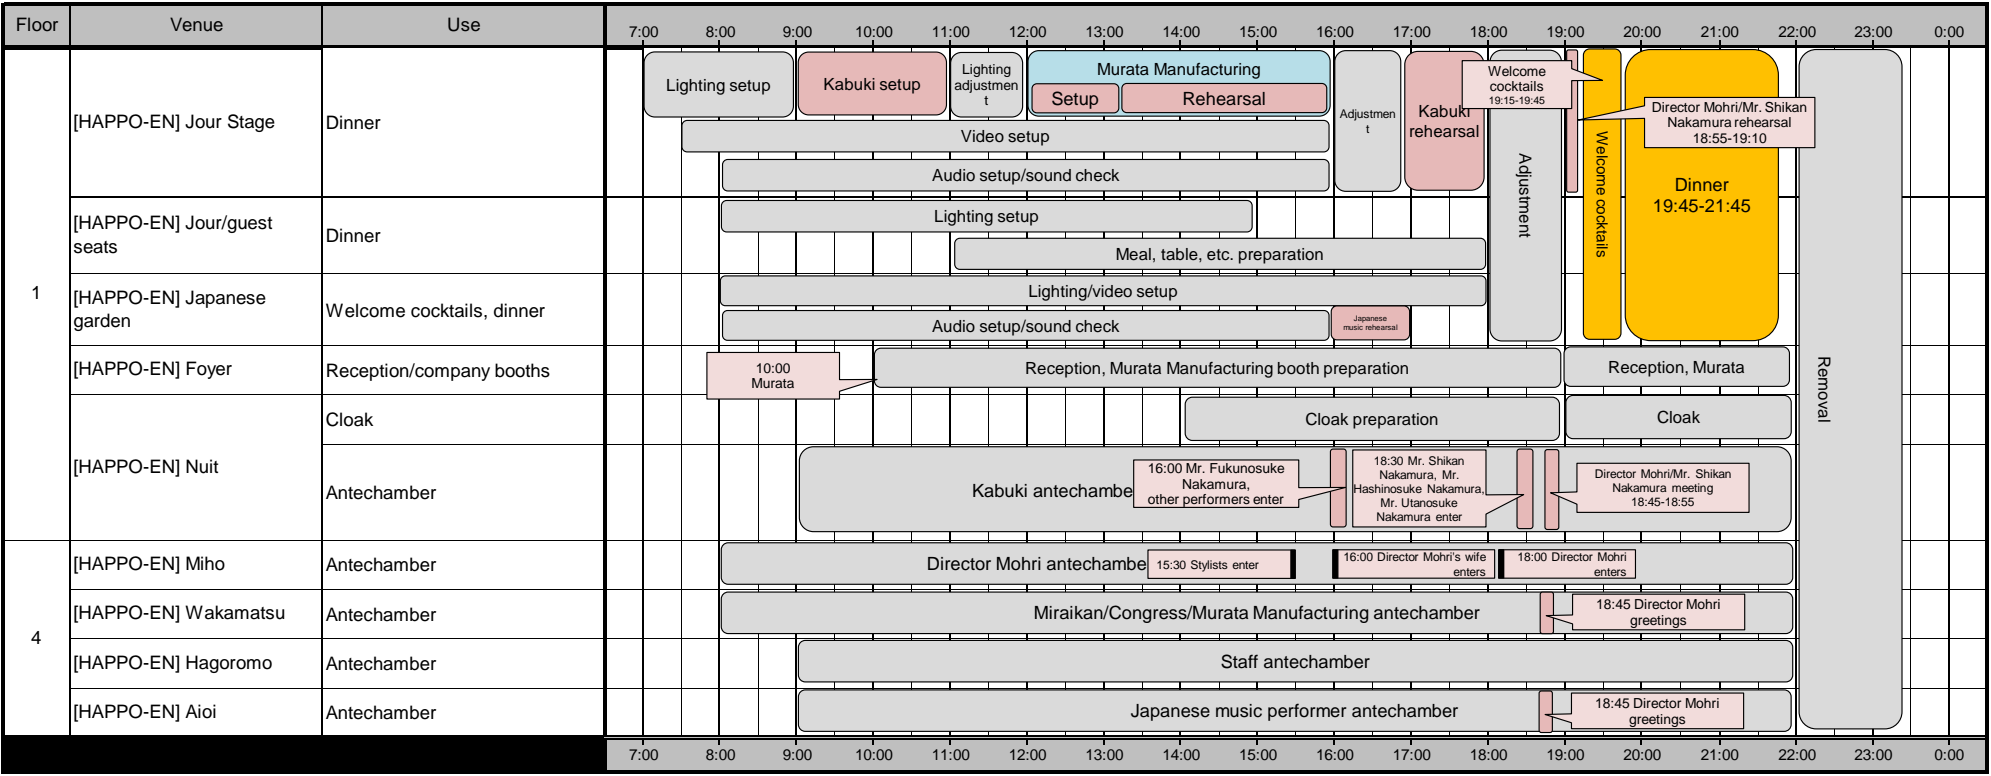 Floor
Venue
Use
7:00 8:00 9:00 10:00 11:00 12:00 13:00 14:00 15:00 16:00 17:00 18:00 19:00 20:00 21:00 22:00 23:00 0:00
1
[HAPPO-EN] Jour Stage
Dinner
Lighting setup
Kabuki setup
Lighting
adjustmen
t
Murata Manufacturing
Setup
Rehearsal
Video setup
Audio setup/sound check
Adjustmen
t
Kabuki
rehearsal
Adjustment
Welcome
cocktails
19:15-19:45
Welcome cocktails
Director Mohri/Mr. Shikan
Nakamura rehearsal
18:55-19:10
Dinner
19:45-21:45
Removal
[HAPPO-EN] Jour/guest
seats
Dinner
Lighting setup
Meal, table, etc. preparation
[HAPPO-EN] Japanese
garden
Welcome cocktails, dinner
Lighting/video setup
Audio setup/sound check
Japanese
music rehearsal
[HAPPO-EN] Foyer
Reception/company booths
10:00
Murata
Reception, Murata Manufacturing booth preparation
Reception, Murata
[HAPPO-EN] Nuit
Cloak
Cloak preparation
Cloak
Antechamber
Kabuki antechambe
16:00 Mr. Fukunosuke
Nakamura,
other performers enter
18:30 Mr. Shikan
Nakamura, Mr.
Hashinosuke Nakamura,
Mr. Utanosuke
Nakamura enter
Director Mohri/Mr. Shikan
Nakamura meeting
18:45-18:55
4
[HAPPO-EN] Miho
Antechamber
Director Mohri antechambe
15:30 Stylists enter
16:00 Director Mohri's wife
enters
18:00 Director Mohri
enters
[HAPPO-EN] Wakamatsu
Antechamber
Miraikan/Congress/Murata Manufacturing antechamber
18:45 Director Mohri
greetings
[HAPPO-EN] Hagoromo
Antechamber
Staff antechamber
[HAPPO-EN] Aioi
Antechamber
Japanese music performer antechamber
18:45 Director Mohri
greetings
7:00 8:00 9:00 10:00 11:00 12:00 13:00 14:00 15:00 16:00 17:00 18:00 19:00 20:00 21:00 22:00 23:00 0:00